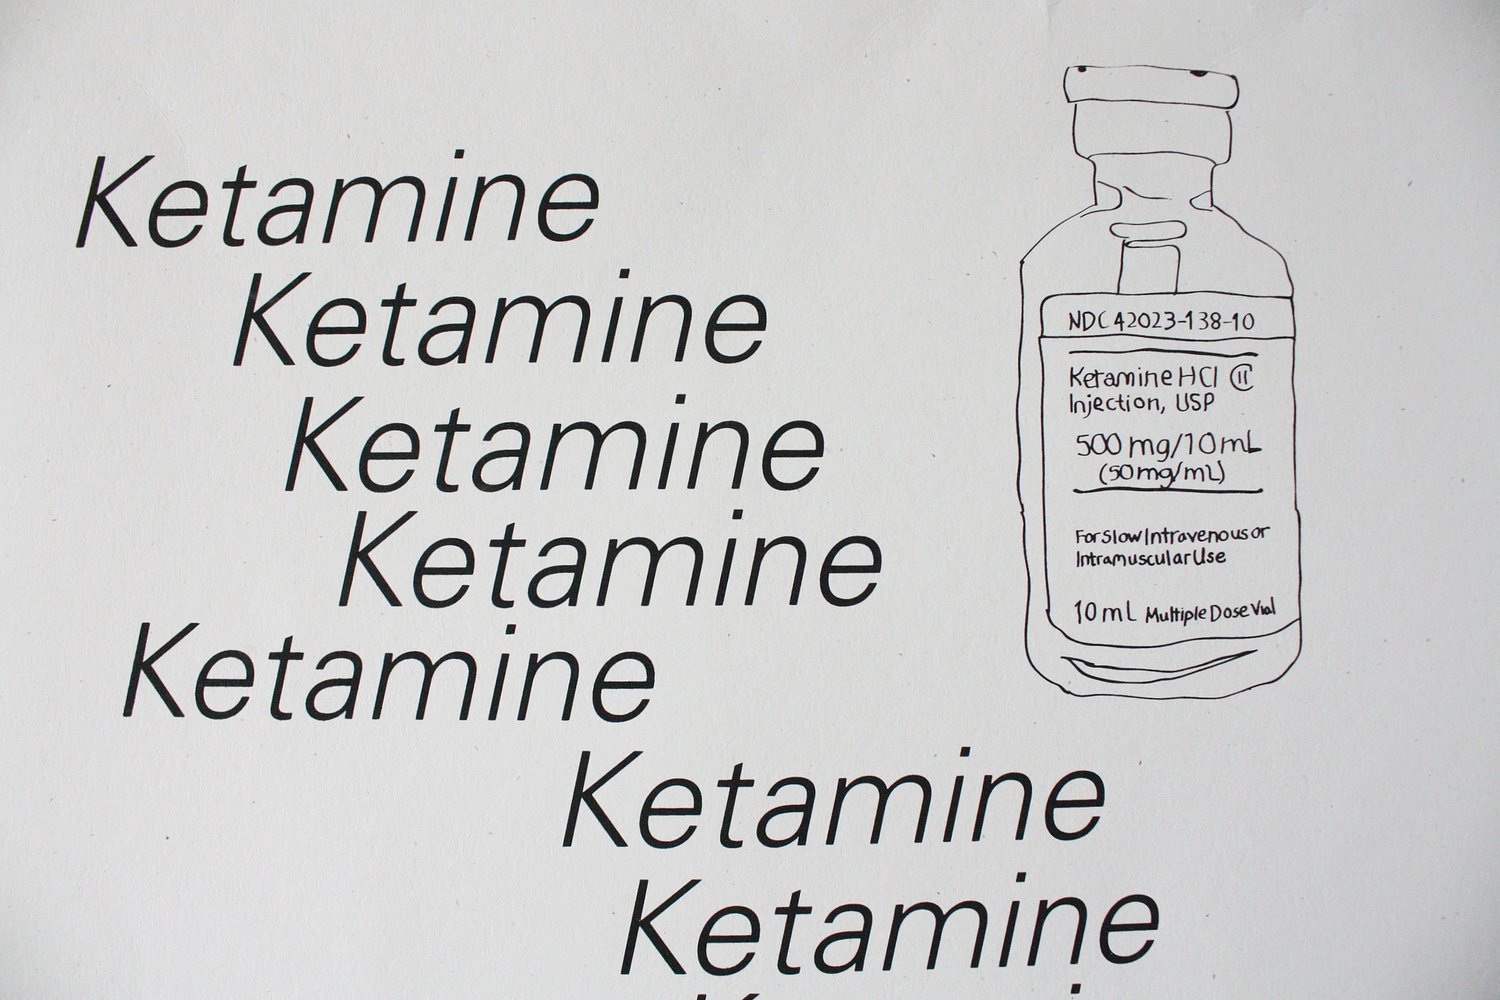 Ketamine
Ketamine
Ketamine
Ketamine
Ketamine
Ketamine
Ketamine
NDC 42023-138-10
Ketamine HCl II
Injection, USP
500 mg/10 mL
(50 mg/mL)
For Slow Intravenous or
Intramuscular Use
10 mL Multiple Dose Vial